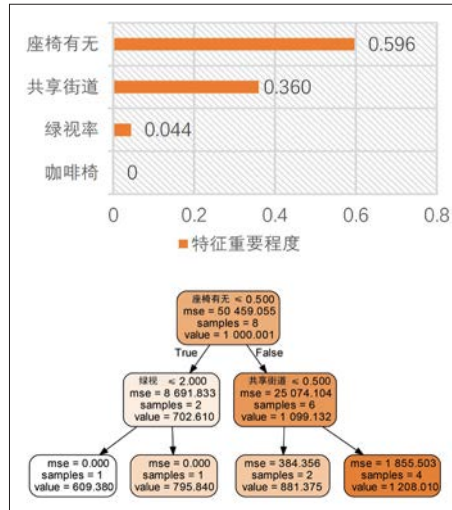 座椅有无
0.596
共享街道
0.360
绿视率
0.044
咖啡椅
0
0 0.2 0.4 0.6 0.8
特征重要程度
座椅有无 ≤ 0.500
mse = 50 459.055
samples = 8
value = 1 000.001
True False
绿视 ≤ 2.000
mse = 8 691.833
samples = 2
value = 702.610
共享街道 ≤ 0.500
mse = 25 074.104
samples = 6
value = 1 099.132
mse = 0.000
samples = 1
value = 609.380
mse = 0.000
samples = 1
value = 795.840
mse = 384.356
samples = 2
value = 881.375
mse = 1 855.503
samples = 4
value = 1 208.010